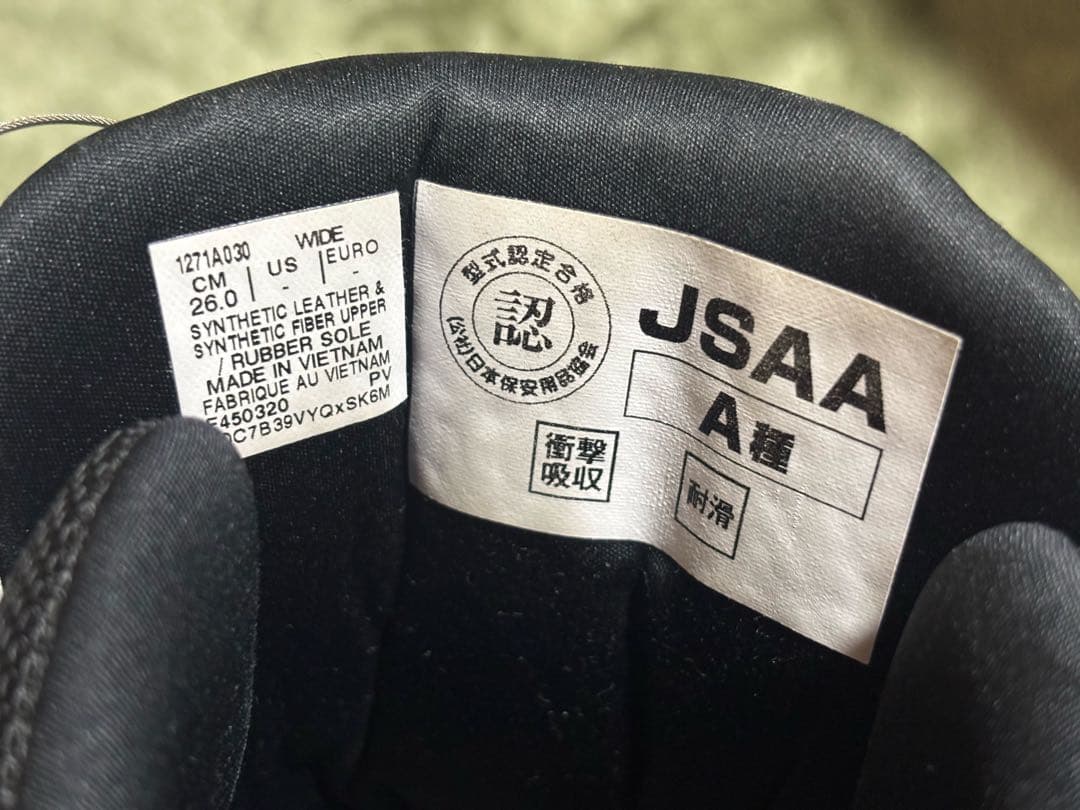 1271A030 WIDE
CM | US | EURO
26.0 - -
SYNTHETIC LEATHER &
SYNTHETIC FIBER UPPER
/ RUBBER SOLE
MADE IN VIETNAM
FABRIQUE AU VIETNAM
450320 PV
C7B39VYQxSK6M
型式認定合格
認
(公社)日本保安用品協会
JSAA
A種
衝撃
吸収
耐滑